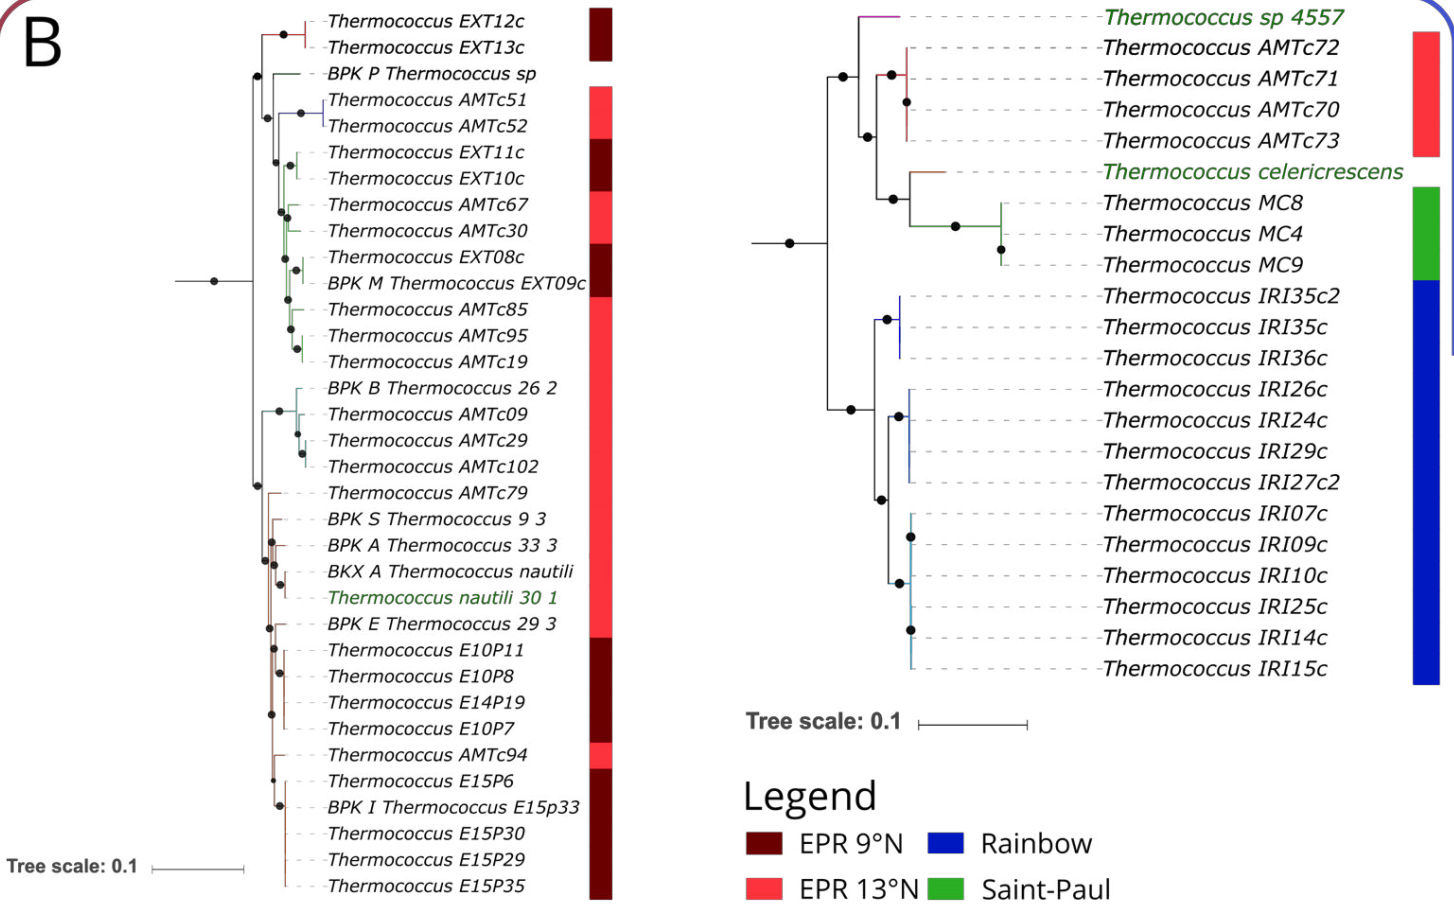 B
Thermococcus EXT12c
Thermococcus EXT13c
BPK P Thermococcus sp
Thermococcus AMTc51
Thermococcus AMTc52
Thermococcus EXT11c
Thermococcus EXT10c
Thermococcus AMTc67
Thermococcus AMTc30
Thermococcus EXT08c
BPK M Thermococcus EXT09c
Thermococcus AMTc85
Thermococcus AMTc95
Thermococcus AMTc19
BPK B Thermococcus 26 2
Thermococcus AMTc09
Thermococcus AMTc29
Thermococcus AMTc102
Thermococcus AMTc79
BPK S Thermococcus 9 3
BPK A Thermococcus 33 3
BKX A Thermococcus nautili
Thermococcus nautili 30 1
BPK E Thermococcus 29 3
Thermococcus E10P11
Thermococcus E10P8
Thermococcus E14P19
Thermococcus E10P7
Thermococcus AMTc94
Thermococcus E15P6
BPK I Thermococcus E15p33
Thermococcus E15P30
Thermococcus E15P29
Thermococcus E15P35
Tree scale: 0.1
Thermococcus sp 4557
Thermococcus AMTc72
Thermococcus AMTc71
Thermococcus AMTc70
Thermococcus AMTc73
Thermococcus celericrescens
Thermococcus MC8
Thermococcus MC4
Thermococcus MC9
Thermococcus IRI35c2
Thermococcus IRI35c
Thermococcus IRI36c
Thermococcus IRI26c
Thermococcus IRI24c
Thermococcus IRI29c
Thermococcus IRI27c2
Thermococcus IRI07c
Thermococcus IRI09c
Thermococcus IRI10c
Thermococcus IRI25c
Thermococcus IRI14c
Thermococcus IRI15c
Tree scale: 0.1
Legend
EPR 9°N
Rainbow
EPR 13°N
Saint-Paul